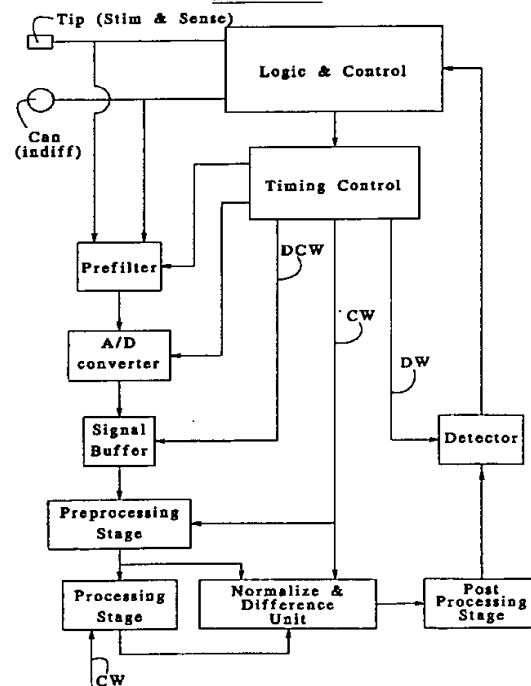 Tip (Stim & Sense)
Logic & Control
Can
(indiff)
Timing Control
Prefilter
DCW
CW
A/D
converter
DW
Signal
Buffer
Detector
Preprocessing
Stage
Processing
Stage
Normalize &
Difference
Unit
Post
Processing
Stage
CW